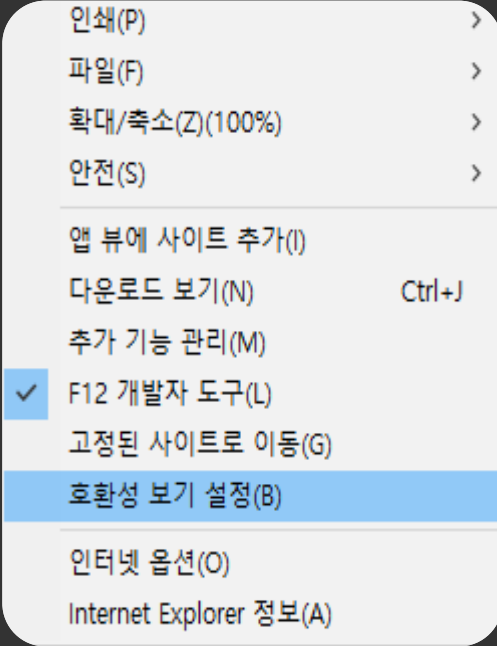 인쇄(P)
파일(F)
확대/축소(Z)(100%)
안전(S)
앱 뷰에 사이트 추가(I)
다운로드 보기(N) Ctrl+J
추가 기능 관리(M)
F12 개발자 도구(L)
고정된 사이트로 이동(G)
호환성 보기 설정(B)
인터넷 옵션(O)
Internet Explorer 정보(A)